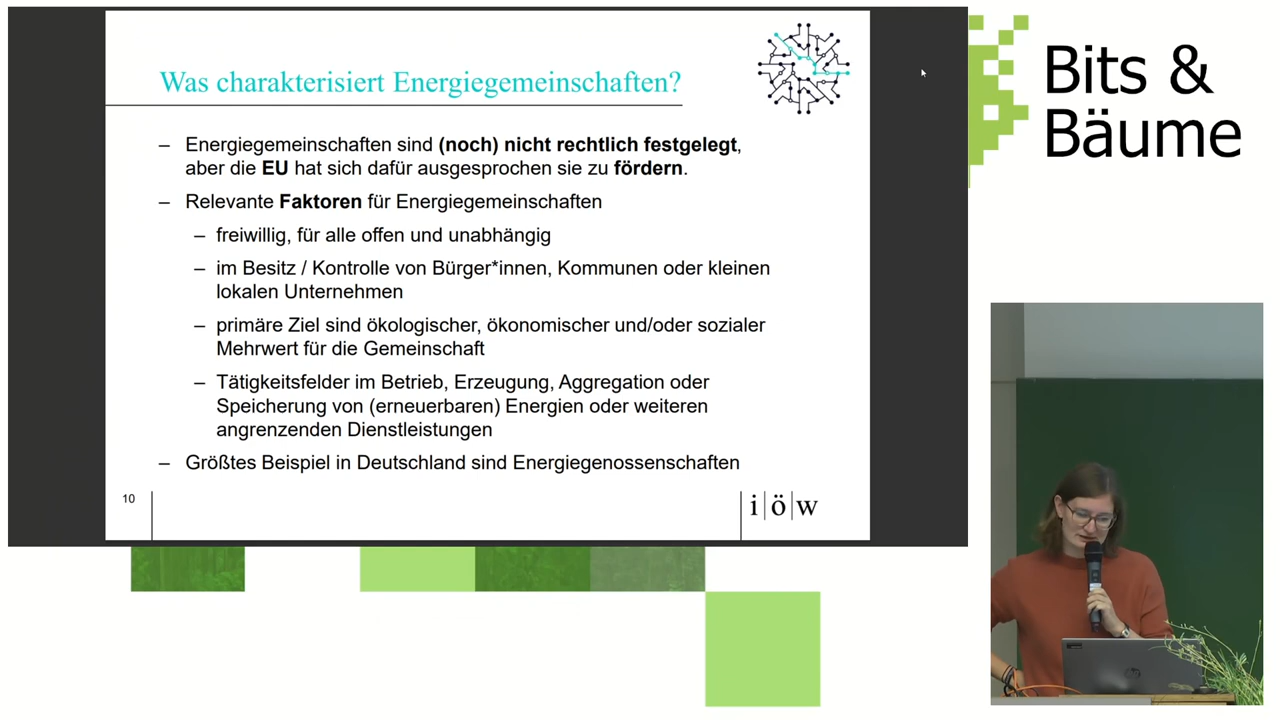 Was charakterisiert Energiegemeinschaften?
– Energiegemeinschaften sind (noch) nicht rechtlich festgelegt,
aber die EU hat sich dafür ausgesprochen sie zu fördern.
– Relevante Faktoren für Energiegemeinschaften
– freiwillig, für alle offen und unabhängig
– im Besitz / Kontrolle von Bürger*innen, Kommunen oder kleinen
lokalen Unternehmen
– primäre Ziel sind ökologischer, ökonomischer und/oder sozialer
Mehrwert für die Gemeinschaft
– Tätigkeitsfelder im Betrieb, Erzeugung, Aggregation oder
Speicherung von (erneuerbaren) Energien oder weiteren
angrenzenden Dienstleistungen
– Größtes Beispiel in Deutschland sind Energiegenossenschaften
10
i|ö|w
Bits &
Bäume